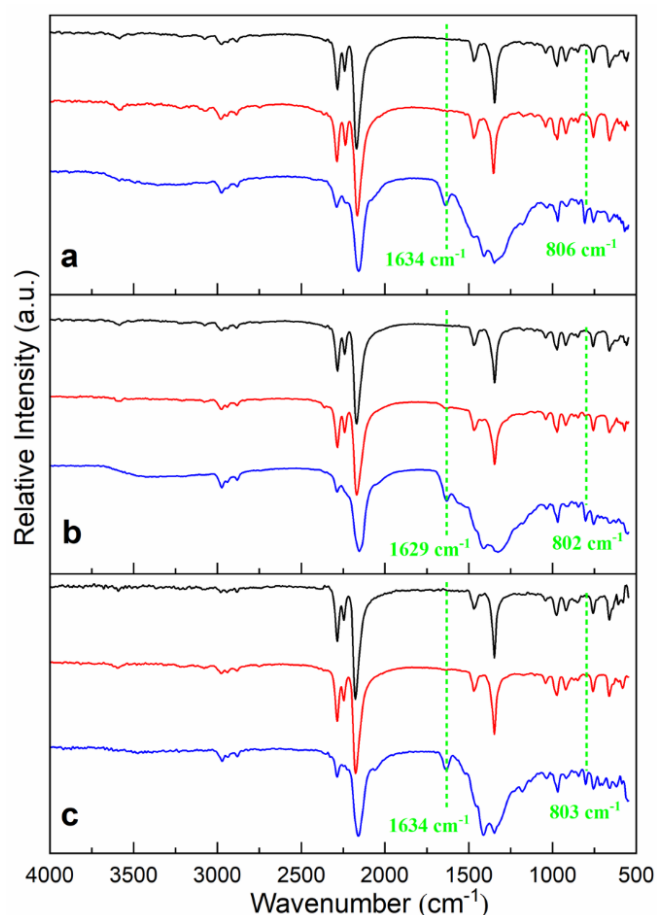 Relative Intensity (a.u.)
a
1634 cm⁻¹
806 cm⁻¹
b
1629 cm⁻¹
802 cm⁻¹
c
1634 cm⁻¹
803 cm⁻¹
4000 3500 3000 2500 2000 1500 1000 500
Wavenumber (cm⁻¹)